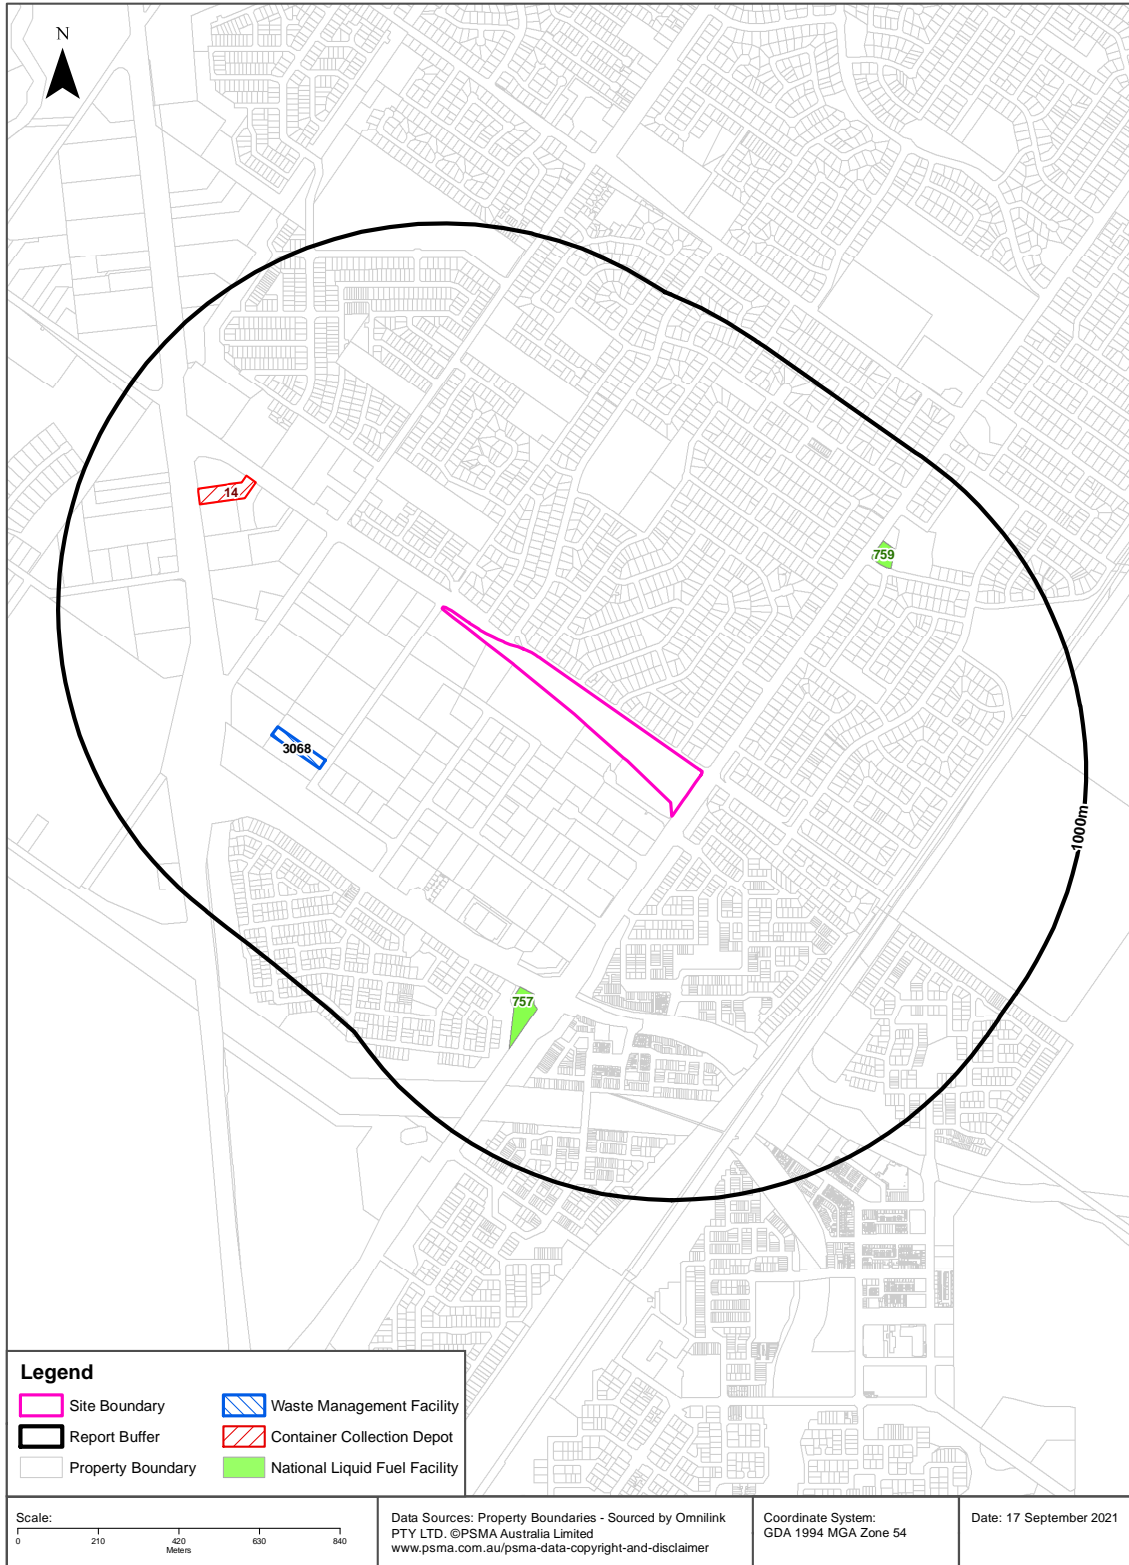 N
14
759
3068
1000m
757
Legend
Site Boundary
Waste Management Facility
Report Buffer
Container Collection Depot
Property Boundary
National Liquid Fuel Facility
Scale:
0 210 420 630 840
Meters
Data Sources: Property Boundaries - Sourced by Omnilink
PTY LTD. ©PSMA Australia Limited
www.psma.com.au/psma-data-copyright-and-disclaimer
Coordinate System:
GDA 1994 MGA Zone 54
Date: 17 September 2021